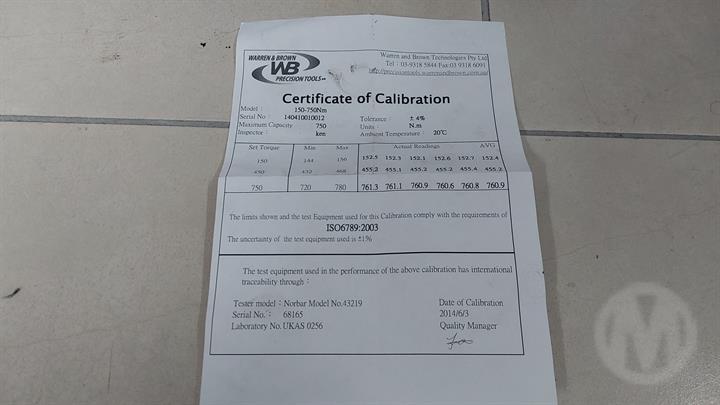 WARREN & BROWN
WB
PRECISION TOOLS
Warren and Brown Technologies Pty Ltd
Tel : 03-9318 5844 Fax:03 9318 6091
http://precisiontools.warrenandbrown.com.au/
Certificate of Calibration
Model : 150-750Nm
Serial No : 140410010012 Tolerance : ± 4%
Maximum Capacity 750 Units : N.m
Inspector : ken Ambient Temperature : 20℃
Set Torque Min Max Actual Readings AVG
150 144 156 152.5 152.3 152.1 152.6 152.7 152.4
450 432 468 455.2 455.1 455.2 455.2 455.4 455.2
750 720 780 761.3 761.1 760.9 760.6 760.8 760.9
The limits shown and the test Equipment used for this Calibration comply with the requirements of
ISO6789:2003
The uncertainty of the test equipment used is ±1%
The test equipment used in the performance of the above calibration has international
traceability through :
Tester model : Norbar Model No.43219 Date of Calibration
Serial No. : 68165 2014/6/3
Laboratory No. UKAS 0256 Quality Manager
M